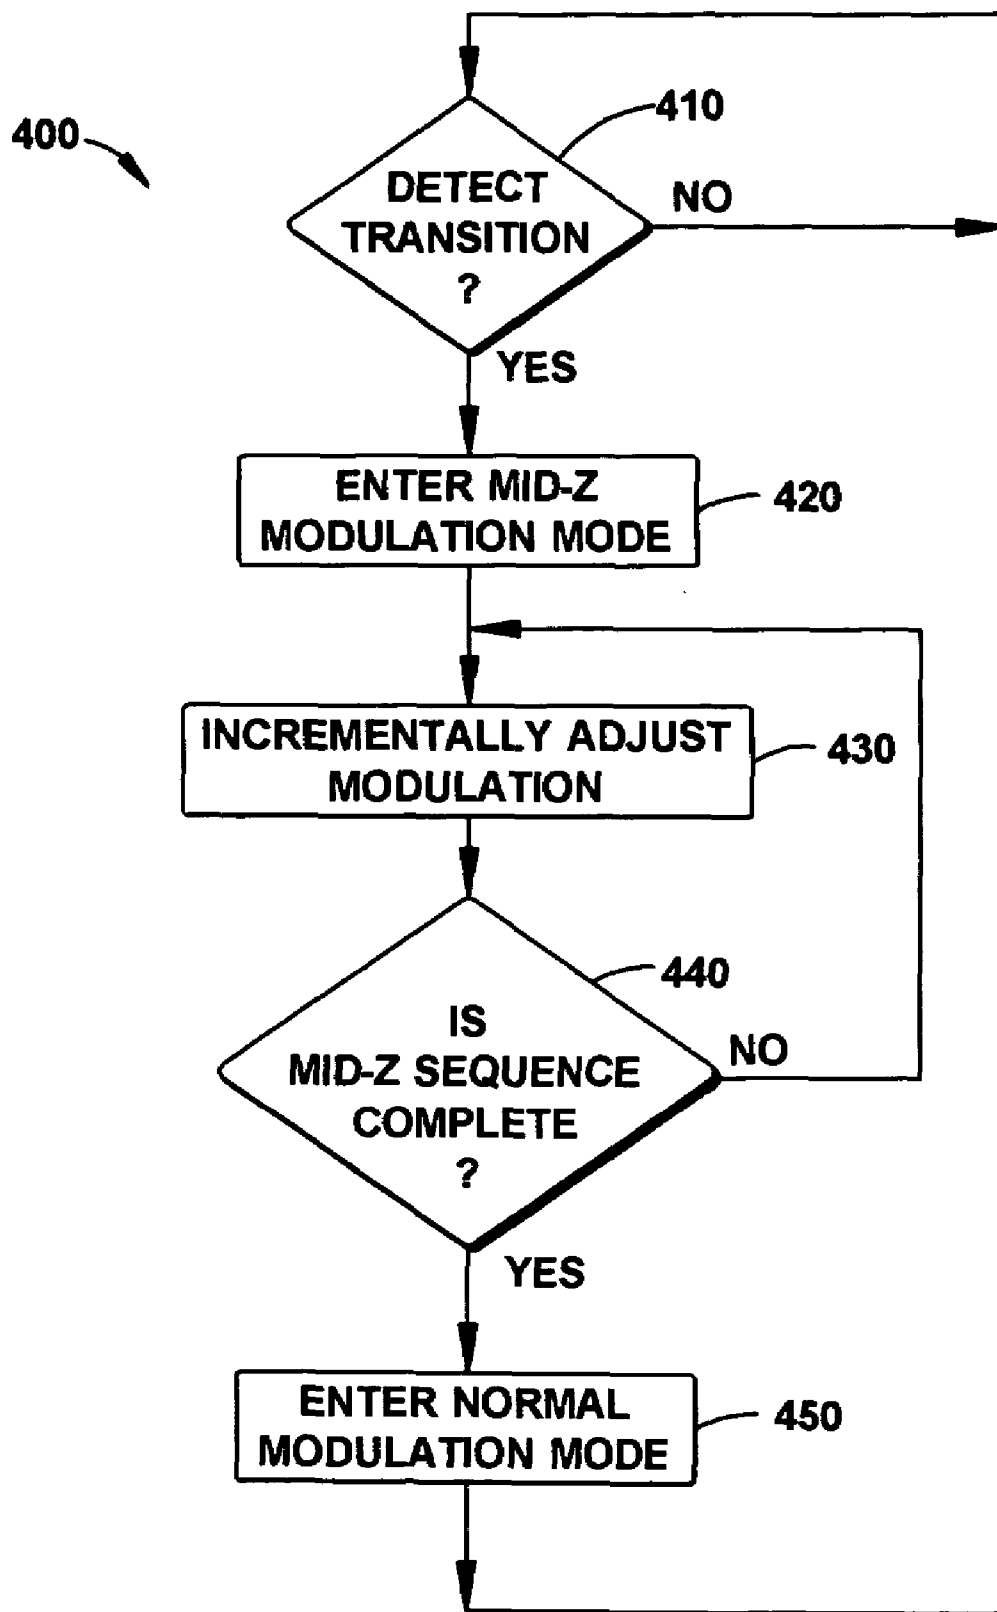 400
410
DETECT
TRANSITION
?
NO
YES
ENTER MID-Z
MODULATION MODE
420
INCREMENTALLY ADJUST
MODULATION
430
440
IS
MID-Z SEQUENCE
COMPLETE
?
NO
YES
ENTER NORMAL
MODULATION MODE
450